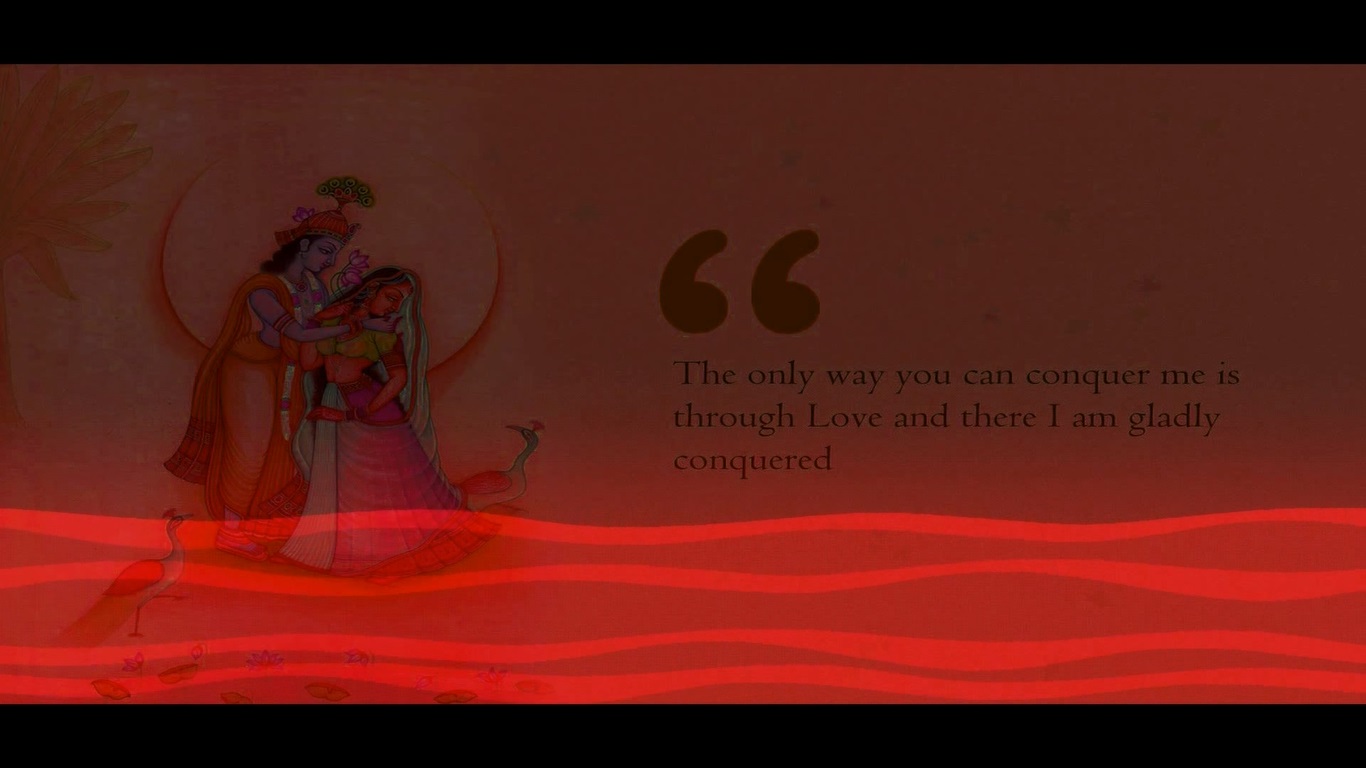 “
The only way you can conquer me is
through Love and there I am gladly
conquered